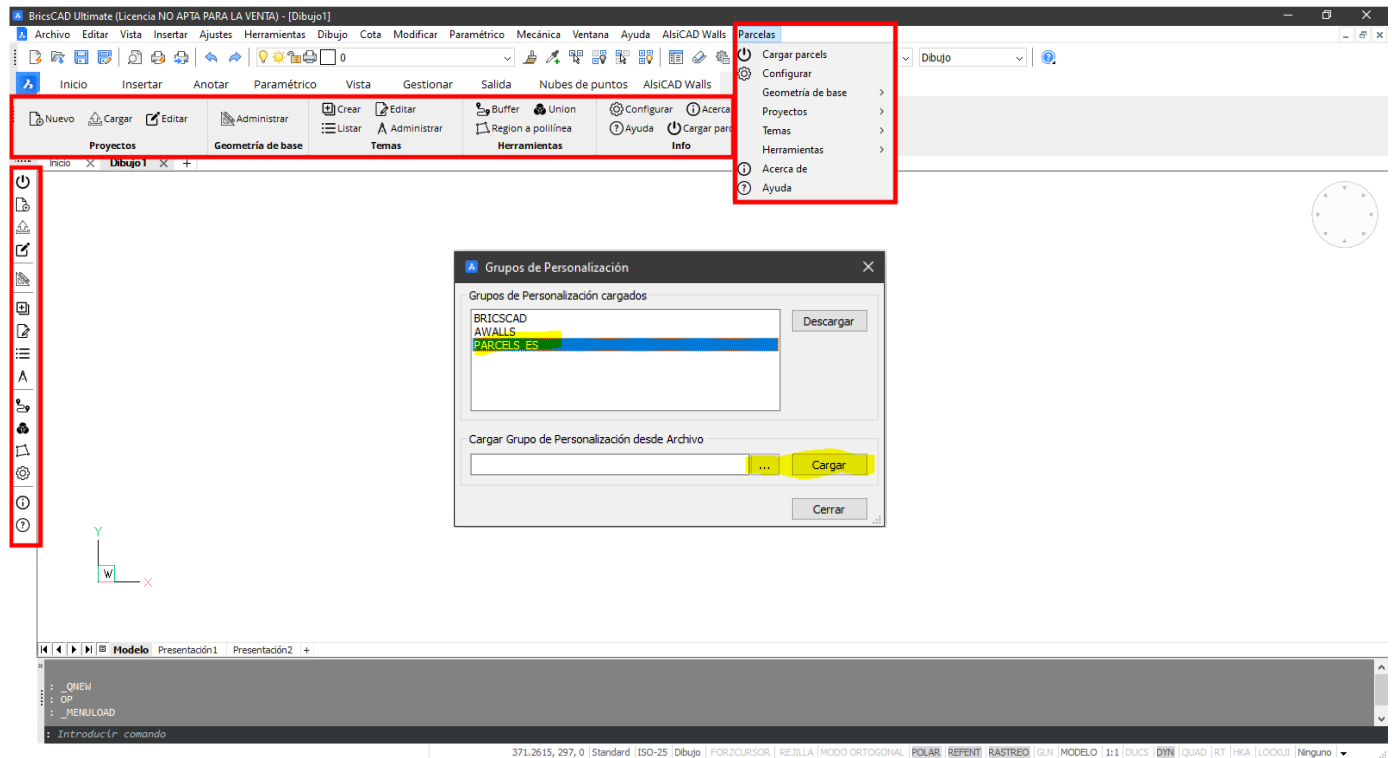 BricsCAD Ultimate (Licencia NO APTA PARA LA VENTA) - [Dibujo1]
Archivo Editar Vista Insertar Ajustes Herramientas Dibujo Cota Modificar Paramétrico Mecánica Ventana Ayuda AlsiCAD Walls Parcelas
0
Dibujo
Cargar parcels
Configurar
Geometría de base
Proyectos
Temas
Herramientas
Acerca de
Ayuda
Inicio Insertar Anotar Paramétrico Vista Gestionar Salida Nubes de puntos AlsiCAD Walls
Nuevo Cargar Editar Administrar Crear Editar Buffer Union Configurar Acerca
Listar Administrar Region a polilínea Ayuda Cargar parc
Proyectos Geometría de base Temas Herramientas Info
Inicio Dibujo1 +
Grupos de Personalización
Grupos de Personalización cargados
BRICSCAD
AWALLS
PARCELS_ES
Descargar
Cargar Grupo de Personalización desde Archivo
... Cargar
Cerrar
Y
W X
Modelo Presentación1 Presentación2 +
: _QNEW
: OP
: _MENULOAD
: Introducir comando
371.2615, 297, 0 Standard ISO-25 Dibujo FORZCURSOR REJILLA MODO ORTOGONAL POLAR REFENT RASTREO GLN MODELO 1:1 DUCS DYN QUAD RT HKA LOCKUI Ninguno